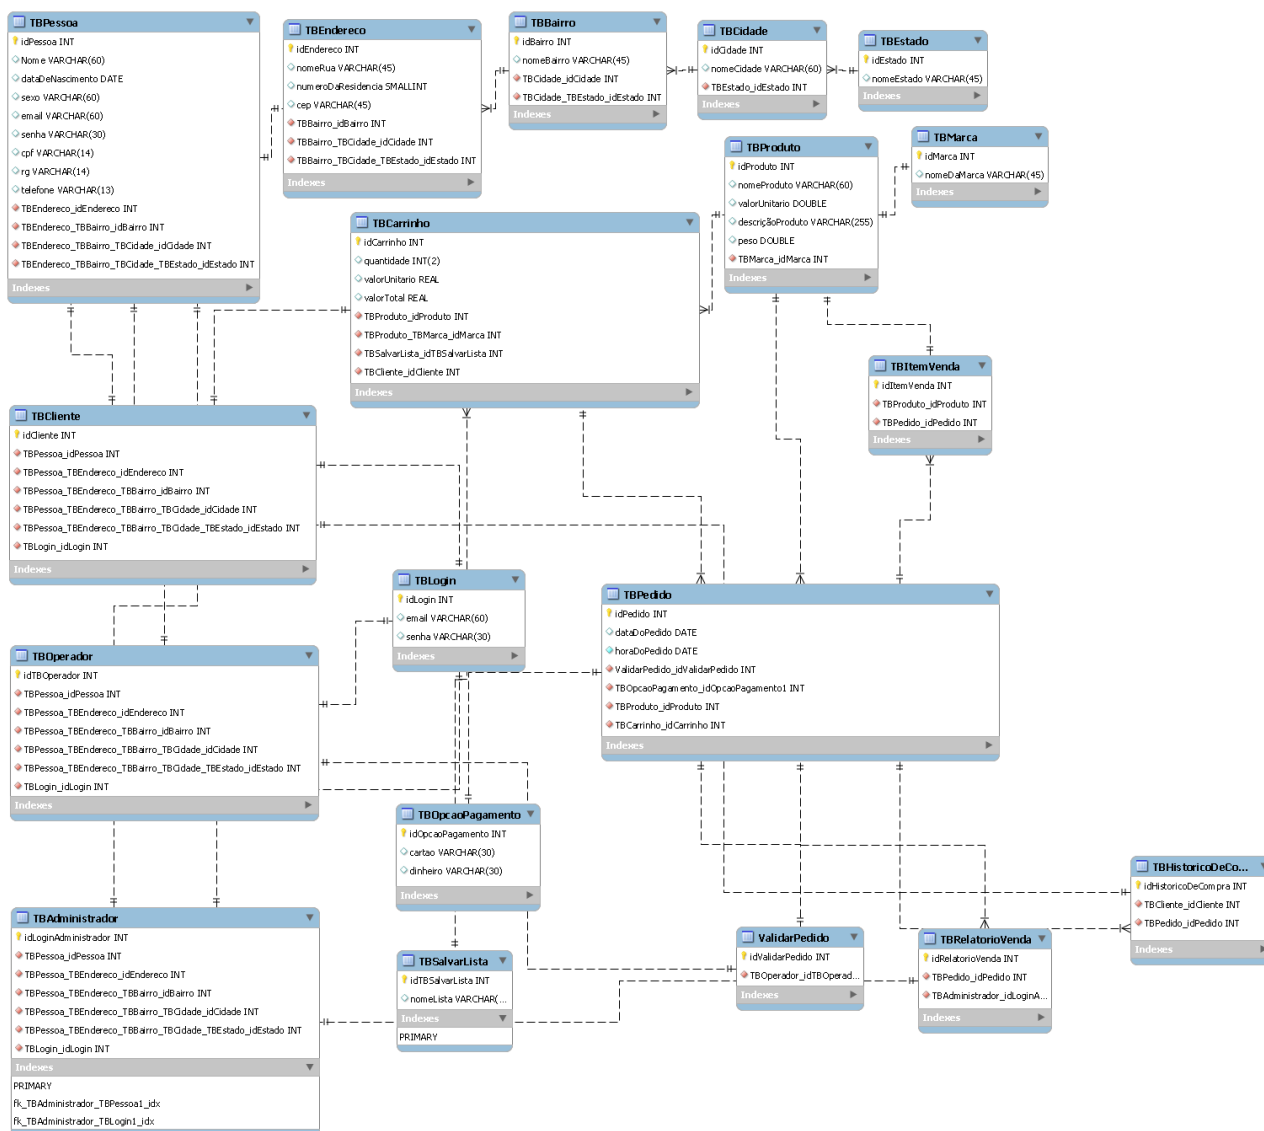 TBPessoa
idPessoa INT
Nome VARCHAR(60)
dataDeNascimento DATE
sexo VARCHAR(60)
email VARCHAR(60)
senha VARCHAR(30)
cpf VARCHAR(14)
rg VARCHAR(14)
telefone VARCHAR(13)
TBEndereco_idEndereco INT
TBEndereco_TBBairro_idBairro INT
TBEndereco_TBBairro_TBCidade_idCidade INT
TBEndereco_TBBairro_TBCidade_TBEstado_idEstado INT
Indexes
TBEndereco
idEndereco INT
nomeRua VARCHAR(45)
numeroDaResidencia SMALLINT
cep VARCHAR(45)
TBBairro_idBairro INT
TBBairro_TBCidade_idCidade INT
TBBairro_TBCidade_TBEstado_idEstado INT
Indexes
TBBairro
idBairro INT
nomeBairro VARCHAR(45)
TBCidade_idCidade INT
TBCidade_TBEstado_idEstado INT
Indexes
TBCidade
idCidade INT
nomeCidade VARCHAR(60)
TBEstado_idEstado INT
Indexes
TBEstado
idEstado INT
nomeEstado VARCHAR(45)
Indexes
TBProduto
idProduto INT
nomeProduto VARCHAR(60)
valorUnitario DOUBLE
descriçãoProduto VARCHAR(255)
peso DOUBLE
TBMarca_idMarca INT
Indexes
TBMarca
idMarca INT
nomeDaMarca VARCHAR(45)
Indexes
TBCarrinho
idCarrinho INT
quantidade INT(2)
valorUnitario REAL
valorTotal REAL
TBProduto_idProduto INT
TBProduto_TBMarca_idMarca INT
TBSalvarLista_idTBSalvarLista INT
TBCliente_idCliente INT
Indexes
TBItemVenda
idItemVenda INT
TBProduto_idProduto INT
TBPedido_idPedido INT
Indexes
TBCliente
idCliente INT
TBPessoa_idPessoa INT
TBPessoa_TBEndereco_idEndereco INT
TBPessoa_TBEndereco_TBBairro_idBairro INT
TBPessoa_TBEndereco_TBBairro_TBCidade_idCidade INT
TBPessoa_TBEndereco_TBBairro_TBCidade_TBEstado_idEstado INT
TBLogin_idLogin INT
Indexes
TBLogin
idLogin INT
email VARCHAR(60)
senha VARCHAR(30)
Indexes
TBPedido
idPedido INT
dataDoPedido DATE
horaDoPedido DATE
ValidarPedido_idValidarPedido INT
TBOpcaoPagamento_idOpcaoPagamento1 INT
TBProduto_idProduto INT
TBCarrinho_idCarrinho INT
Indexes
TBOperador
idTBOperador INT
TBPessoa_idPessoa INT
TBPessoa_TBEndereco_idEndereco INT
TBPessoa_TBEndereco_TBBairro_idBairro INT
TBPessoa_TBEndereco_TBBairro_TBCidade_idCidade INT
TBPessoa_TBEndereco_TBBairro_TBCidade_TBEstado_idEstado INT
TBLogin_idLogin INT
Indexes
TBOpcaoPagamento
idOpcaoPagamento INT
cartao VARCHAR(30)
dinheiro VARCHAR(30)
Indexes
TBHistoricoDeCo...
idHistoricoDeCompra INT
TBCliente_idCliente INT
TBPedido_idPedido INT
Indexes
TBAdministrador
idLoginAdministrador INT
TBPessoa_idPessoa INT
TBPessoa_TBEndereco_idEndereco INT
TBPessoa_TBEndereco_TBBairro_idBairro INT
TBPessoa_TBEndereco_TBBairro_TBCidade_idCidade INT
TBPessoa_TBEndereco_TBBairro_TBCidade_TBEstado_idEstado INT
TBLogin_idLogin INT
Indexes
PRIMARY
fk_TBAdministrador_TBPessoa1_idx
fk_TBAdministrador_TBLogin1_idx
TBSalvarLista
idTBSalvarLista INT
nomeLista VARCHAR(...
Indexes
PRIMARY
ValidarPedido
idValidarPedido INT
TBOperador_idTBOperad...
Indexes
TBRelatorioVenda
idRelatorioVenda INT
TBPedido_idPedido INT
TBAdministrador_idLoginA...
Indexes